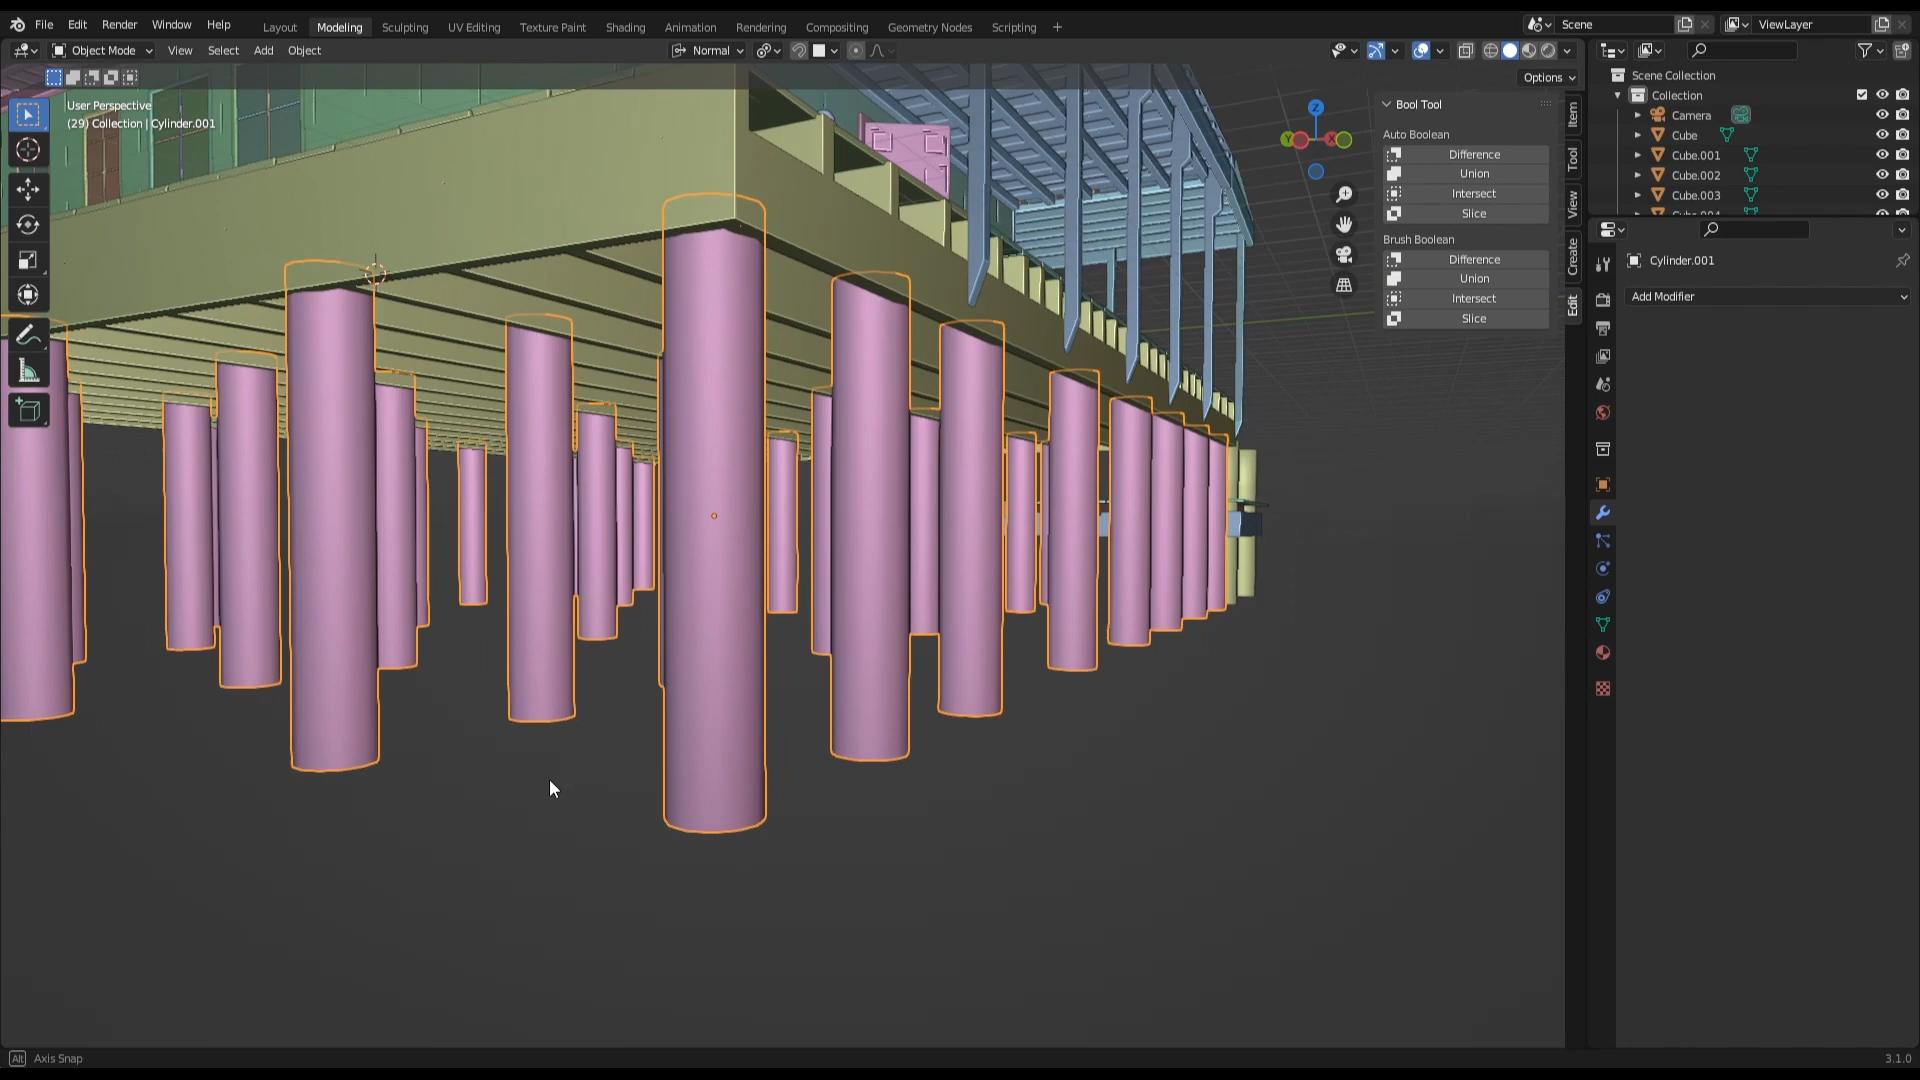 File Edit Render Window Help Layout Modeling Sculpting UV Editing Texture Paint Shading Animation Rendering Compositing Geometry Nodes Scripting + Scene ViewLayer
Object Mode View Select Add Object Normal
Options
User Perspective
(29) Collection | Cylinder.001
Bool Tool
Auto Boolean
Difference
Union
Intersect
Slice
Brush Boolean
Difference
Union
Intersect
Slice
Item
Tool
View
Create
Edit
Z
Y
X
Scene Collection
Collection
Camera
Cube
Cube.001
Cube.002
Cube.003
Cube.004
Cylinder.001
Add Modifier
Alt Axis Snap
3.1.0